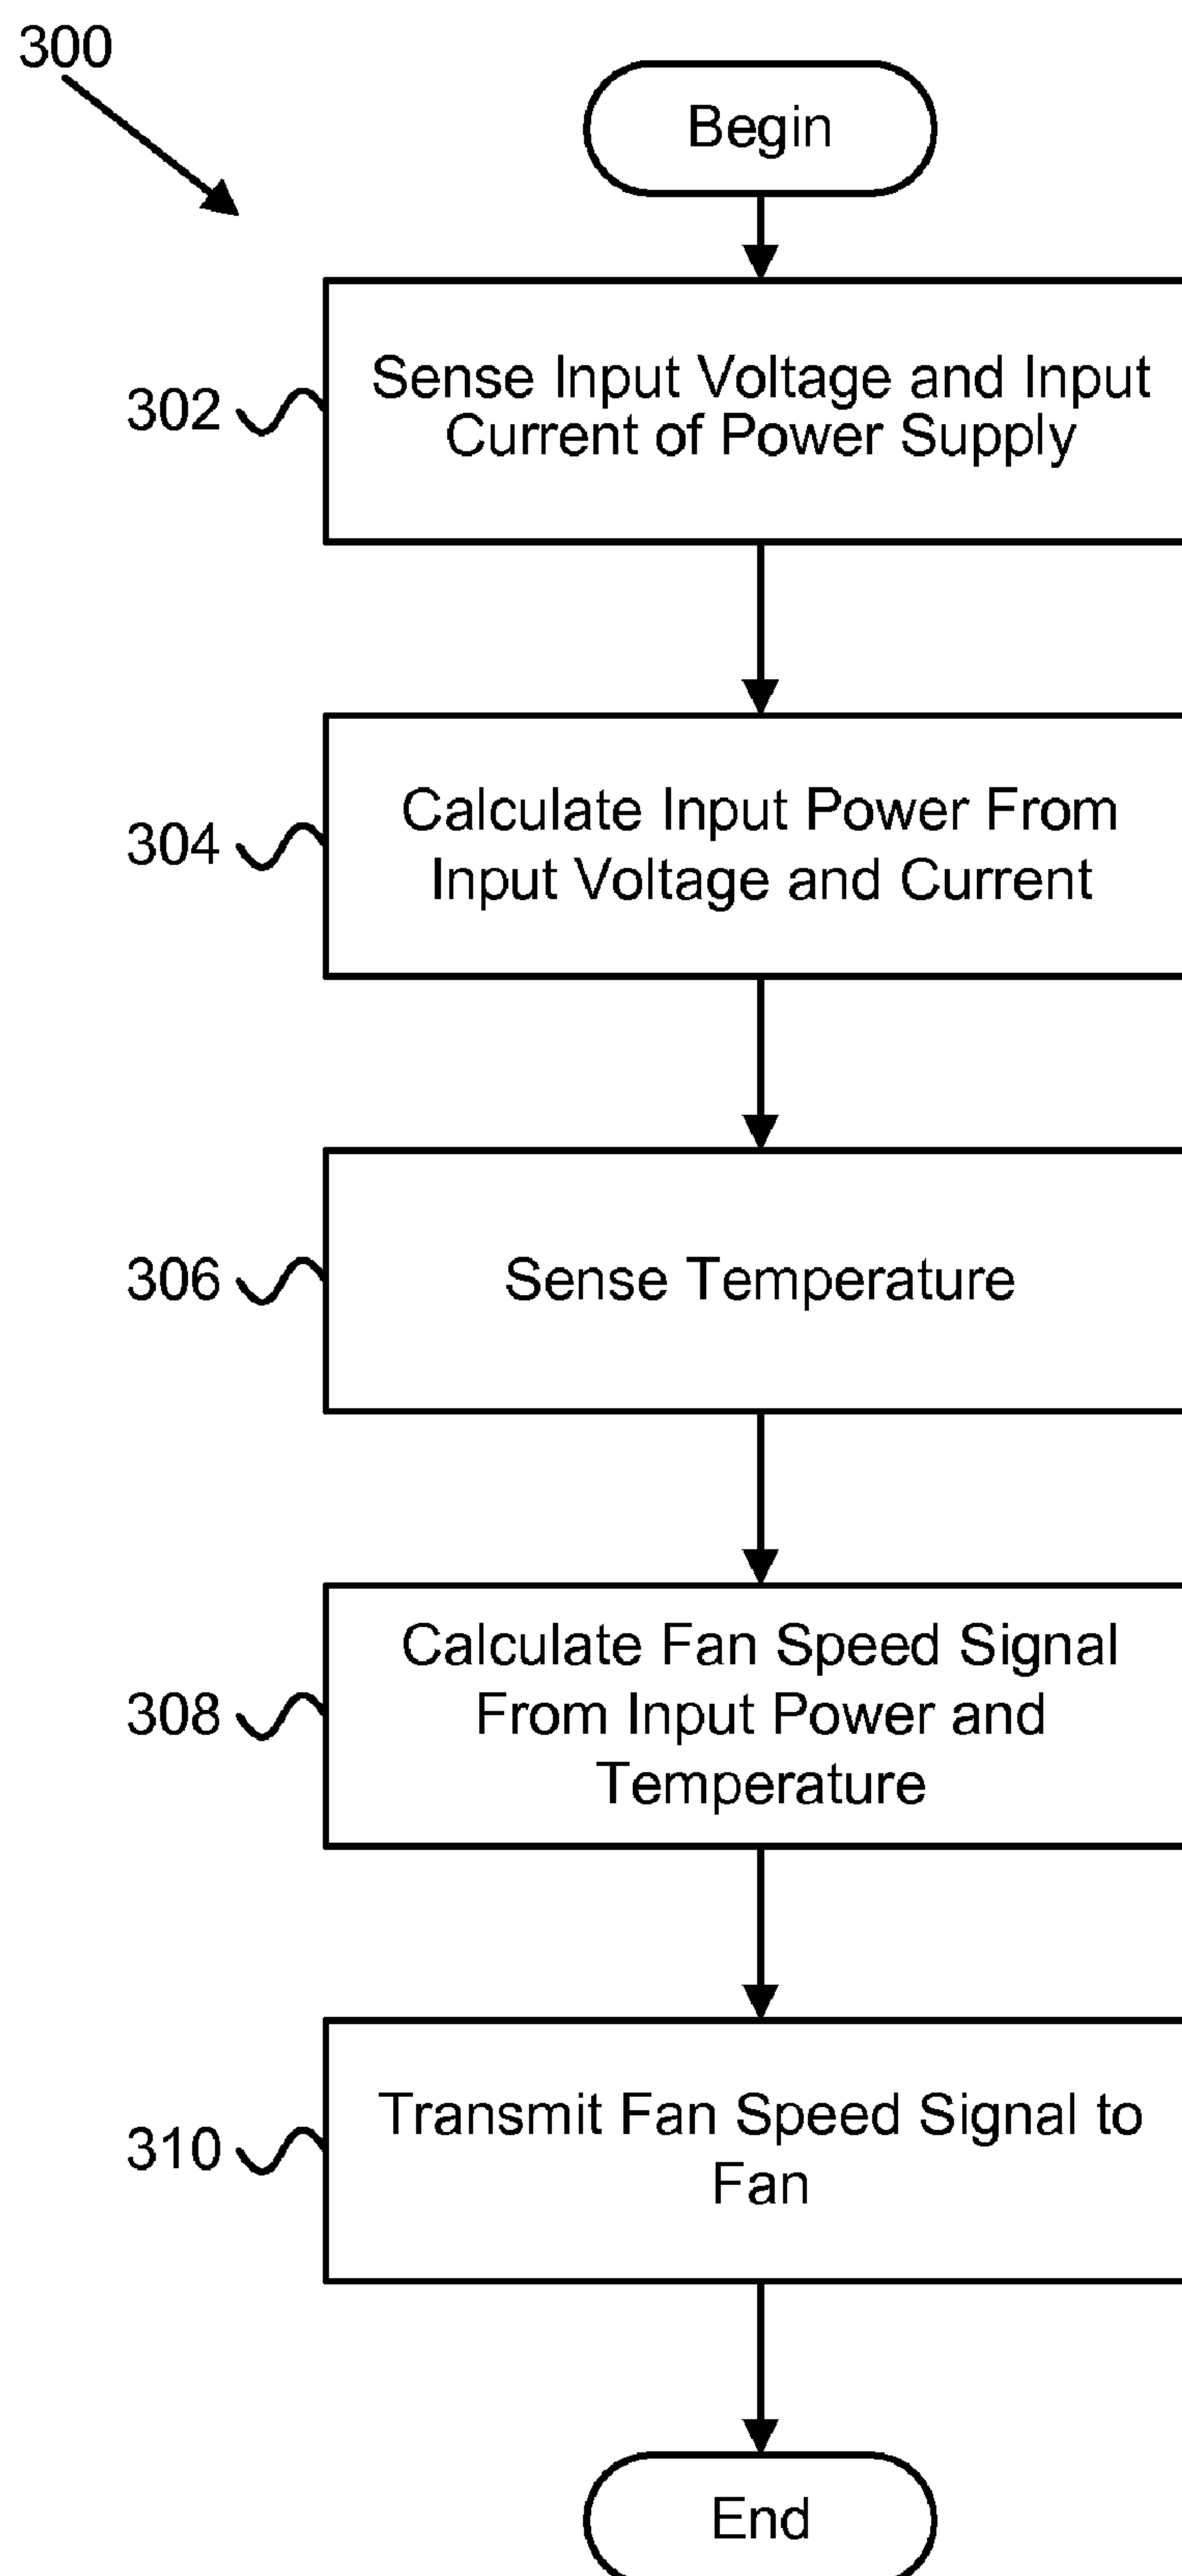 300
Begin
302
Sense Input Voltage and Input
Current of Power Supply
304
Calculate Input Power From
Input Voltage and Current
306
Sense Temperature
308
Calculate Fan Speed Signal
From Input Power and
Temperature
310
Transmit Fan Speed Signal to
Fan
End